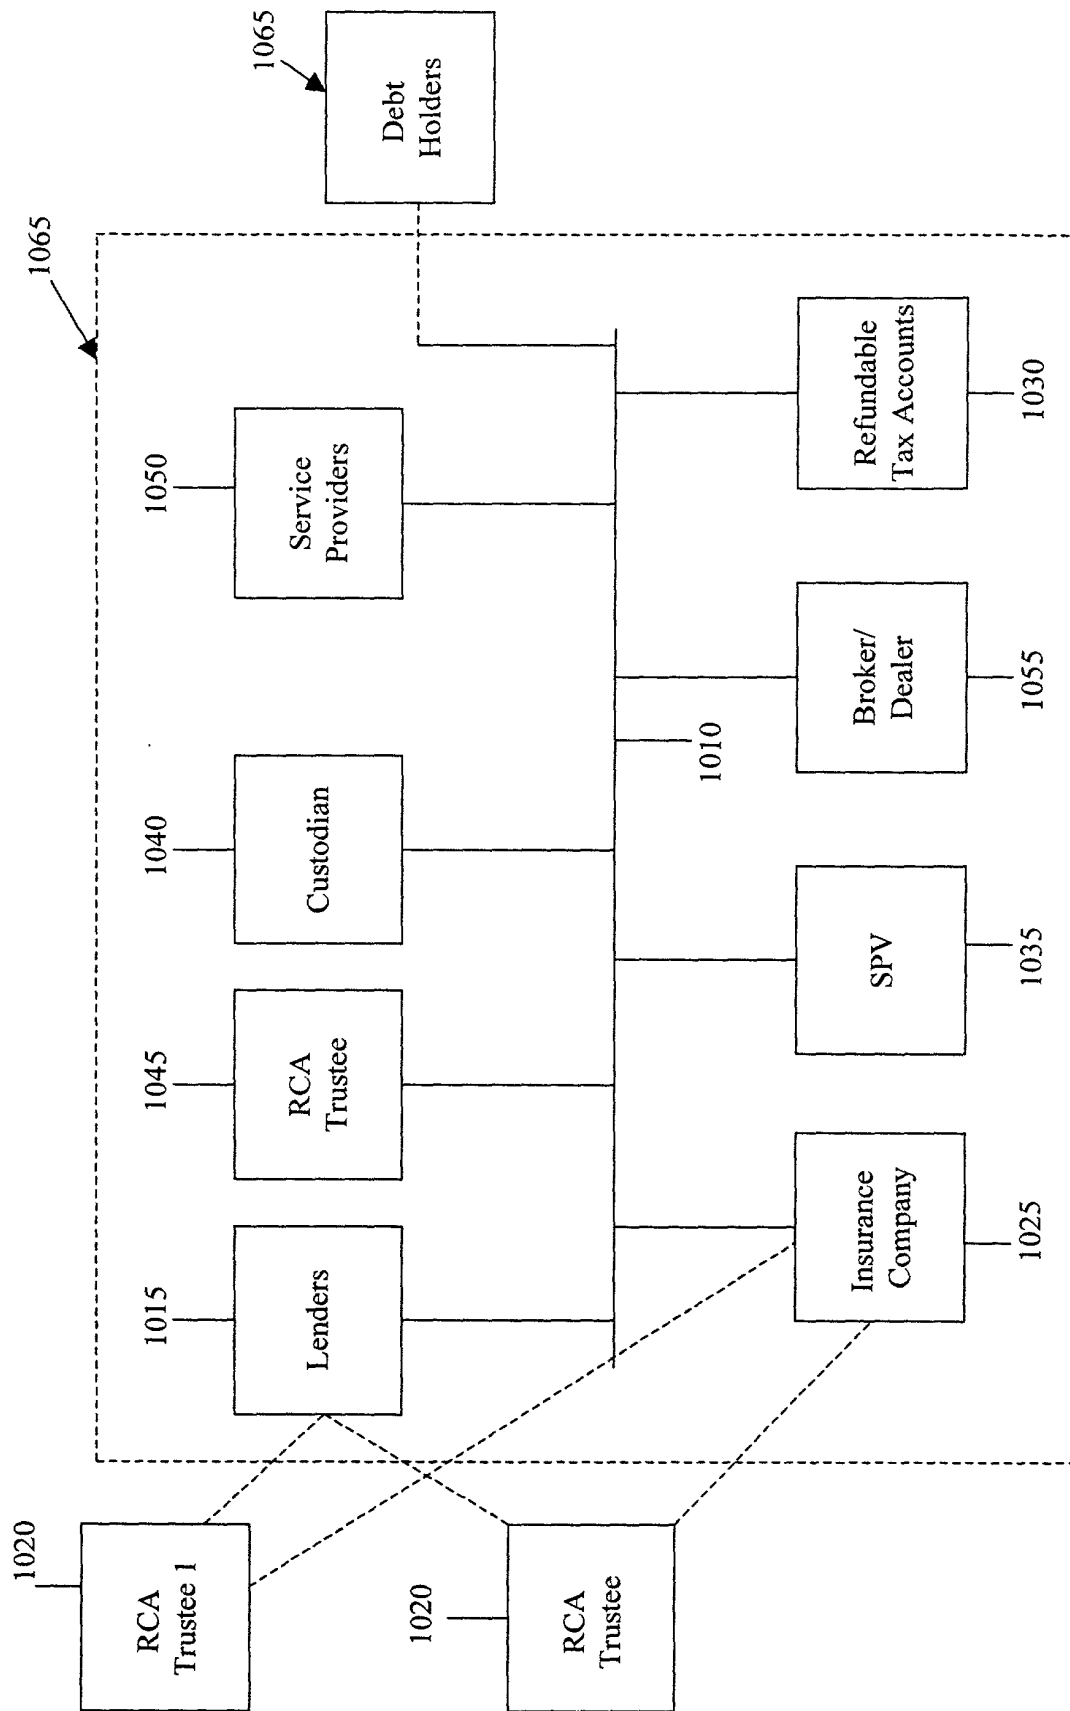 1020
RCA
Trustee 1
1020
RCA
Trustee
1065
1015
Lenders
1045
RCA
Trustee
1040
Custodian
1050
Service
Providers
1065
Debt
Holders
1010
Insurance
Company
1025
SPV
1035
Broker/
Dealer
1055
Refundable
Tax Accounts
1030